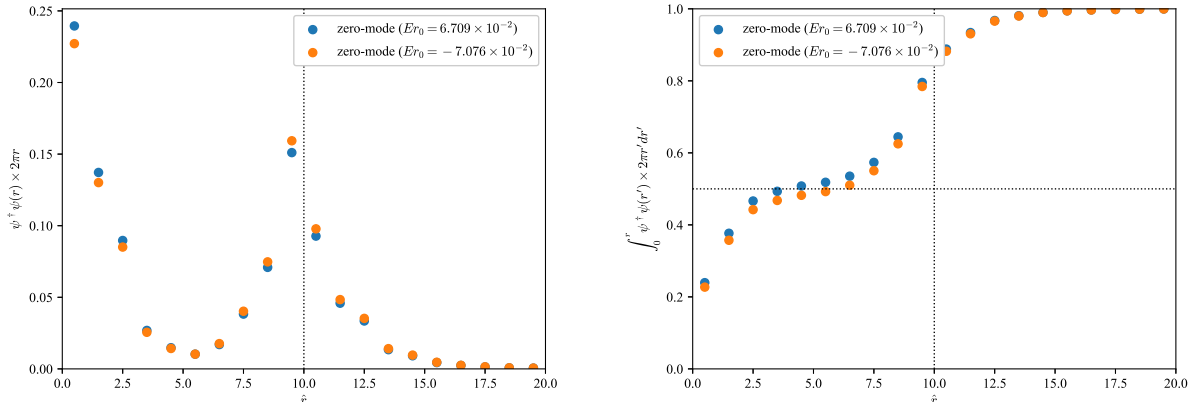 0.25
0.20
0.15
0.10
0.05
0.00
ψ†ψ(r) × 2πr
zero-mode (Er₀ = 6.709 × 10⁻²)
zero-mode (Er₀ = − 7.076 × 10⁻²)
0.0 2.5 5.0 7.5 10.0 12.5 15.0 17.5 20.0
1.0
0.8
0.6
0.4
0.2
0.0
∫₀ʳ ψ†ψ(r′) × 2πr′dr′
zero-mode (Er₀ = 6.709 × 10⁻²)
zero-mode (Er₀ = − 7.076 × 10⁻²)
0.0 2.5 5.0 7.5 10.0 12.5 15.0 17.5 20.0